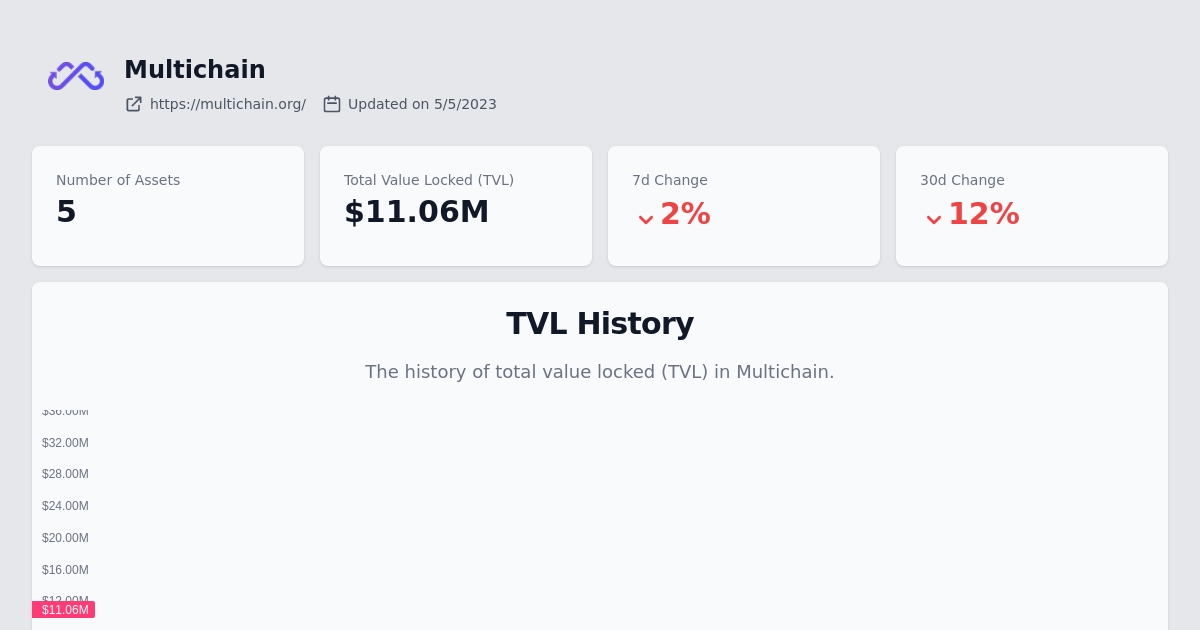 Multichain
https://multichain.org/ Updated on 5/5/2023
Number of Assets
5
Total Value Locked (TVL)
$11.06M
7d Change
2%
30d Change
12%
TVL History
The history of total value locked (TVL) in Multichain.
$36.00M
$32.00M
$28.00M
$24.00M
$20.00M
$16.00M
$12.00M
$11.06M